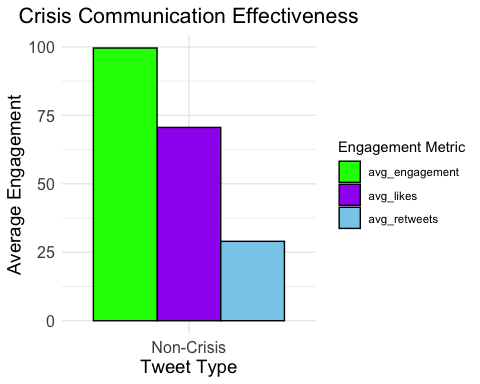 Crisis Communication Effectiveness
100
75
50
25
0
Average Engagement
Non-Crisis
Tweet Type
Engagement Metric
avg_engagement
avg_likes
avg_retweets